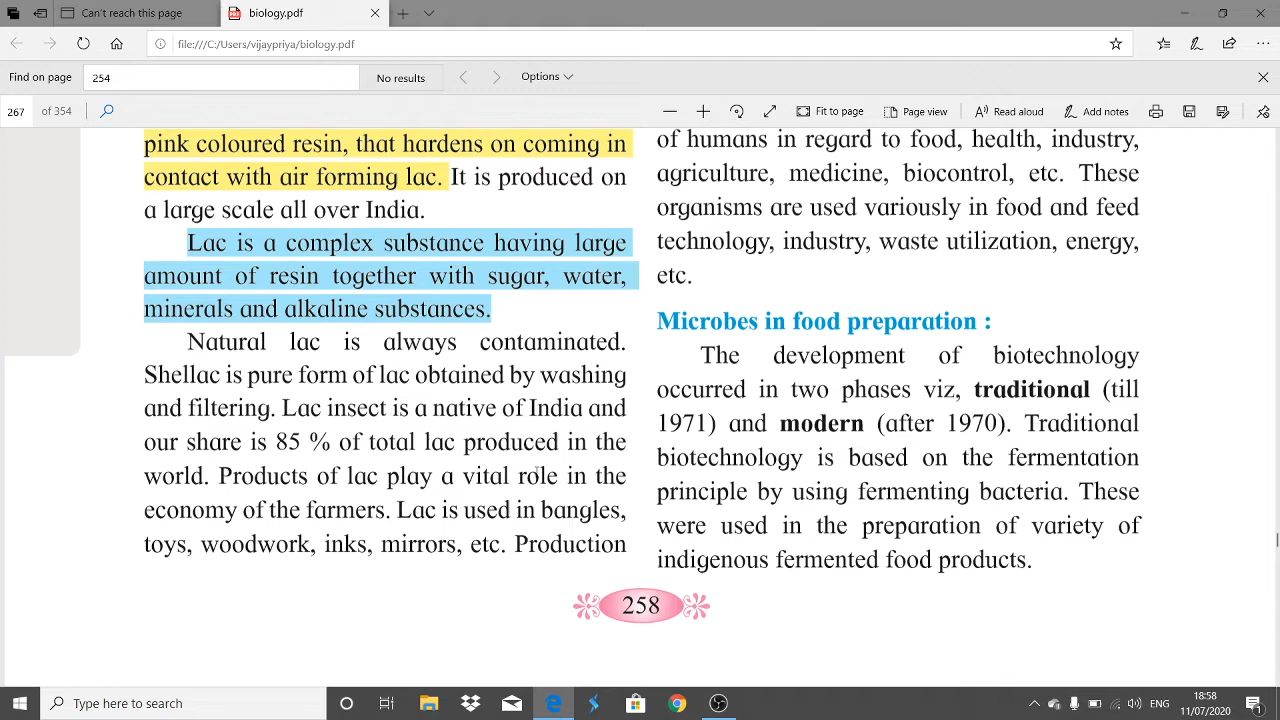 Can't reach this page
biology.pdf
file:///C:/Users/vijaypriya/biology.pdf
Find on page
254
No results
Options
267
of 354
Fit to page
Page view
Read aloud
Add notes
pink coloured resin, that hardens on coming in
contact with air forming lac. It is produced on
a large scale all over India.
Lac is a complex substance having large
amount of resin together with sugar, water,
minerals and alkaline substances.
Natural lac is always contaminated.
Shellac is pure form of lac obtained by washing
and filtering. Lac insect is a native of India and
our share is 85 % of total lac produced in the
world. Products of lac play a vital role in the
economy of the farmers. Lac is used in bangles,
toys, woodwork, inks, mirrors, etc. Production
of humans in regard to food, health, industry,
agriculture, medicine, biocontrol, etc. These
organisms are used variously in food and feed
technology, industry, waste utilization, energy,
etc.
Microbes in food preparation :
The development of biotechnology
occurred in two phases viz, traditional (till
1971) and modern (after 1970). Traditional
biotechnology is based on the fermentation
principle by using fermenting bacteria. These
were used in the preparation of variety of
indigenous fermented food products.
258
Type here to search
ENG
18:58
11/07/2020
1